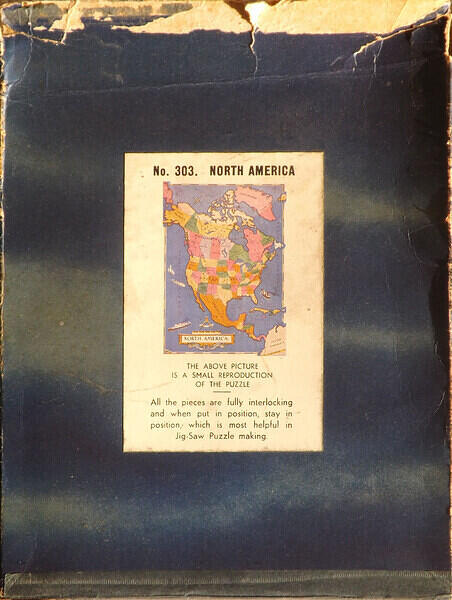 No. 303. NORTH AMERICA
NORTH AMERICA
THE ABOVE PICTURE
IS A SMALL REPRODUCTION
OF THE PUZZLE
All the pieces are fully interlocking
and when put in position, stay in
position, which is most helpful in
Jig-Saw Puzzle making.